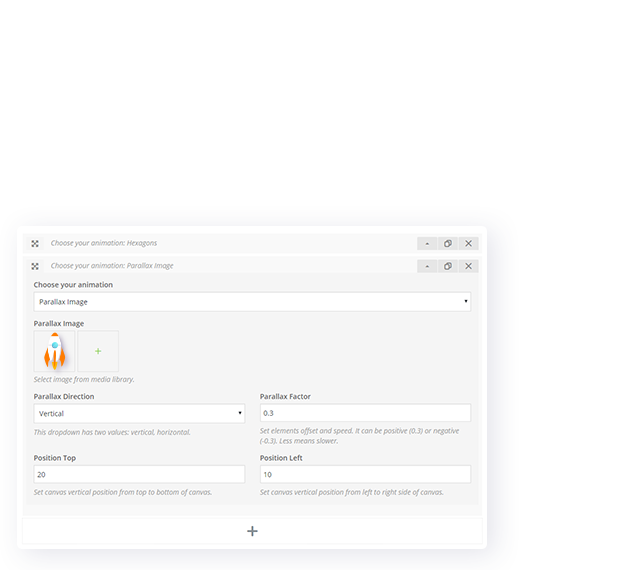 Choose your animation: Hexagons
Choose your animation: Parallax Image
Choose your animation
Parallax Image
Parallax Image
Select image from media library.
Parallax Direction
Vertical
This dropdown has two values: vertical, horizontal.
Parallax Factor
0.3
Set elements offset and speed. It can be positive (0.3) or negative
(-0.3). Less means slower.
Position Top
20
Set canvas vertical position from top to bottom of canvas.
Position Left
10
Set canvas vertical position from left to right side of canvas.